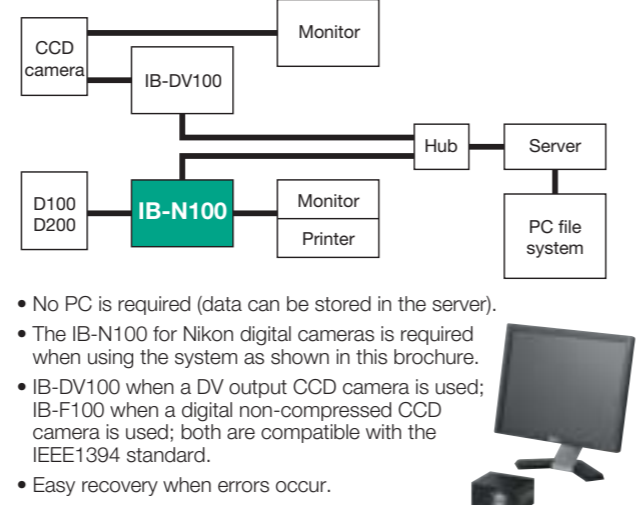 CCD
camera
Monitor
IB-DV100
Hub
Server
D100
D200
IB-N100
Monitor
Printer
PC file
system
• No PC is required (data can be stored in the server).
• The IB-N100 for Nikon digital cameras is required
when using the system as shown in this brochure.
• IB-DV100 when a DV output CCD camera is used;
IB-F100 when a digital non-compressed CCD
camera is used; both are compatible with the
IEEE1394 standard.
• Easy recovery when errors occur.